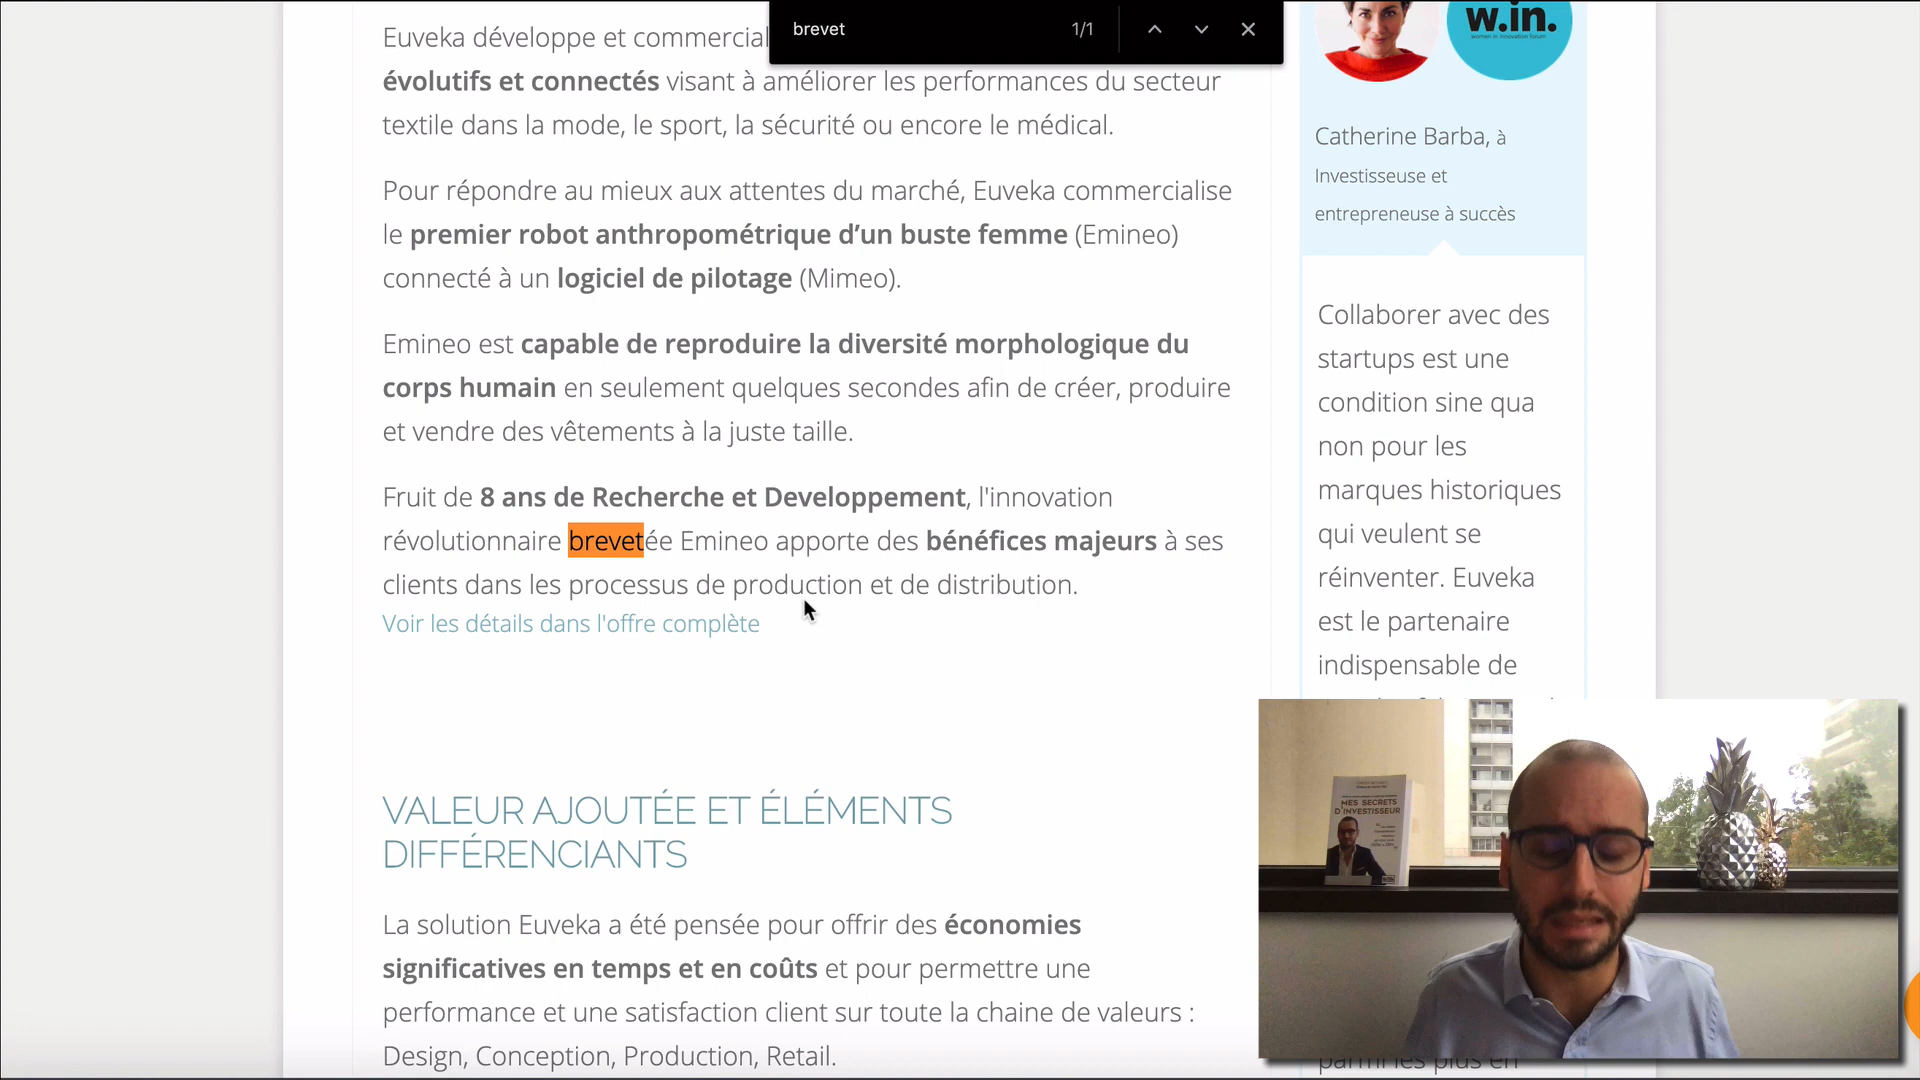 brevet
1/1
Euveka développe et commercial
évolutifs et connectés visant à améliorer les performances du secteur
textile dans la mode, le sport, la sécurité ou encore le médical.
Pour répondre au mieux aux attentes du marché, Euveka commercialise
le premier robot anthropométrique d’un buste femme (Emineo)
connecté à un logiciel de pilotage (Mimeo).
Emineo est capable de reproduire la diversité morphologique du
corps humain en seulement quelques secondes afin de créer, produire
et vendre des vêtements à la juste taille.
Fruit de 8 ans de Recherche et Developpement, l'innovation
révolutionnaire brevetée Emineo apporte des bénéfices majeurs à ses
clients dans les processus de production et de distribution.
Voir les détails dans l'offre complète
VALEUR AJOUTÉE ET ÉLÉMENTS
DIFFÉRENCIANTS
La solution Euveka a été pensée pour offrir des économies
significatives en temps et en coûts et pour permettre une
performance et une satisfaction client sur toute la chaine de valeurs :
Design, Conception, Production, Retail.
w.in.
women in innovation forum
Catherine Barba, à
Investisseuse et
entrepreneuse à succès
Collaborer avec des
startups est une
condition sine qua
non pour les
marques historiques
qui veulent se
réinventer. Euveka
est le partenaire
indispensable de
MES SECRETS
D'INVESTISSEUR
parmi les plus en